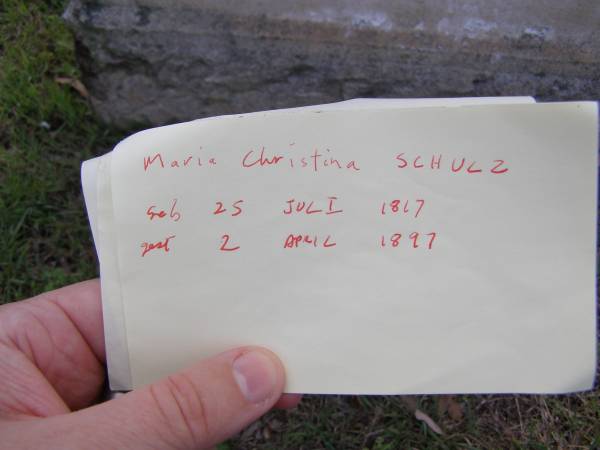 Maria Christina SCHULZ
geb 25 JULI 1817
gest 2 APRIL 1897